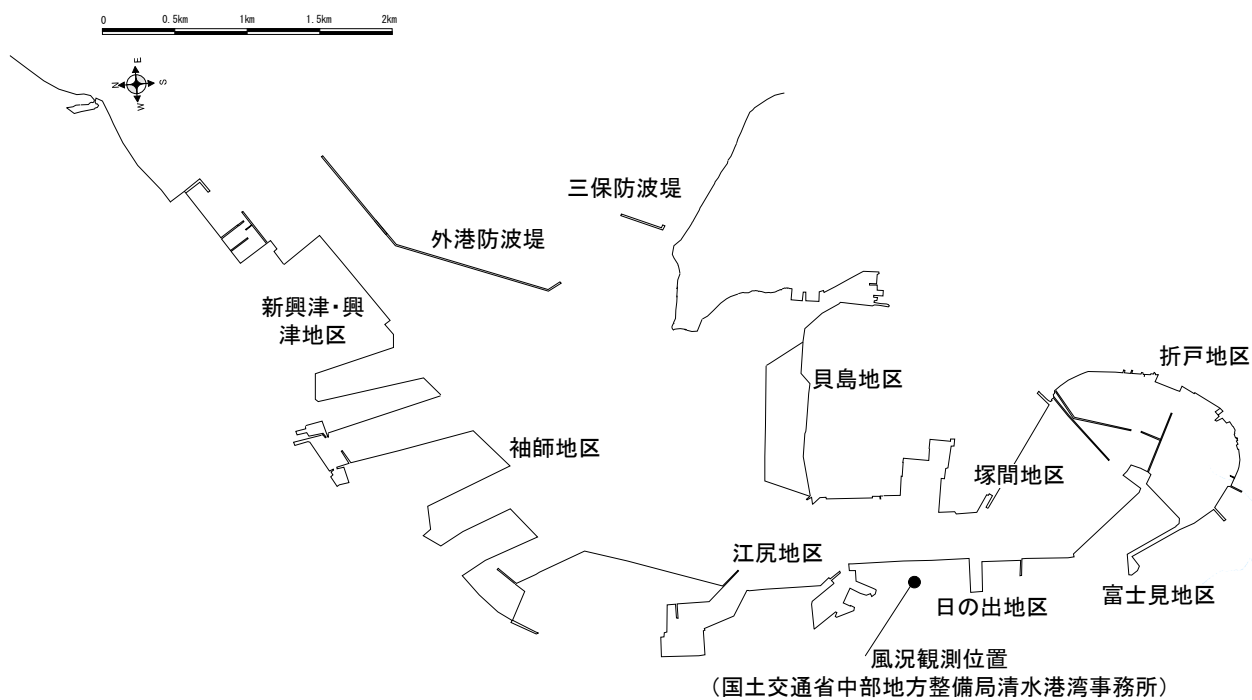 0 0.5km 1km 1.5km 2km
E
N S
W
三保防波堤
外港防波堤
新興津・興
津地区
折戸地区
貝島地区
袖師地区
塚間地区
江尻地区
日の出地区
富士見地区
風況観測位置
（国土交通省中部地方整備局清水港湾事務所）